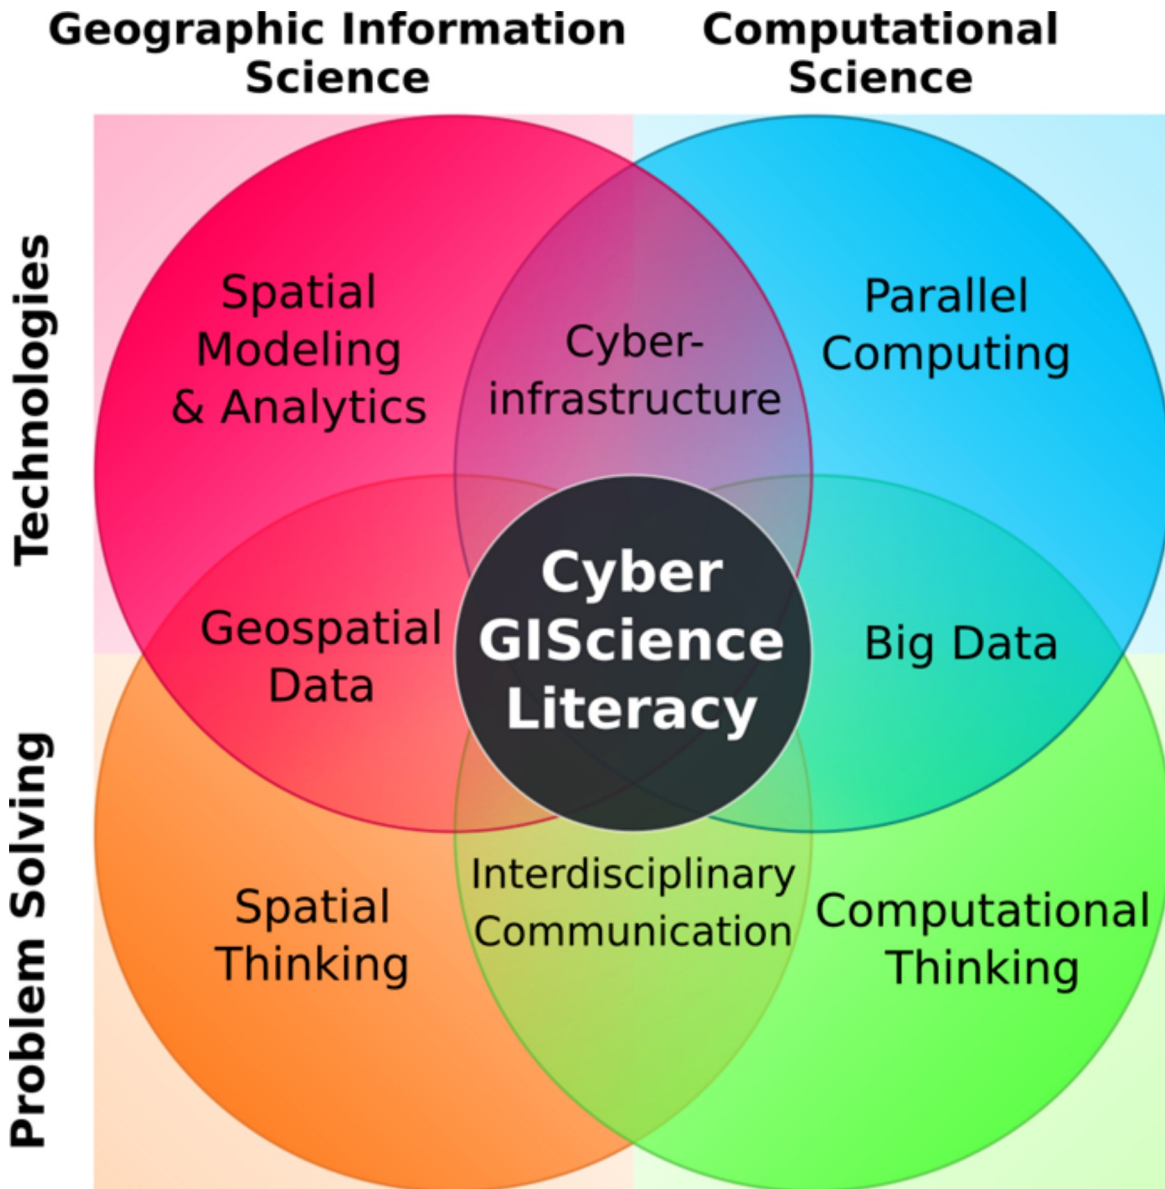 Geographic Information
Science
Computational
Science
Technologies
Problem Solving
Spatial
Modeling
& Analytics
Cyber-
infrastructure
Parallel
Computing
Geospatial
Data
Cyber
GIScience
Literacy
Big Data
Spatial
Thinking
Interdisciplinary
Communication
Computational
Thinking